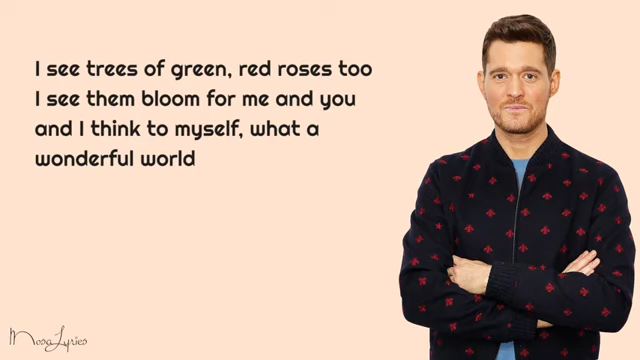 I see trees of green, red roses too
I see them bloom for me and you
and I think to myself, what a
wonderful world
MosaLyrics